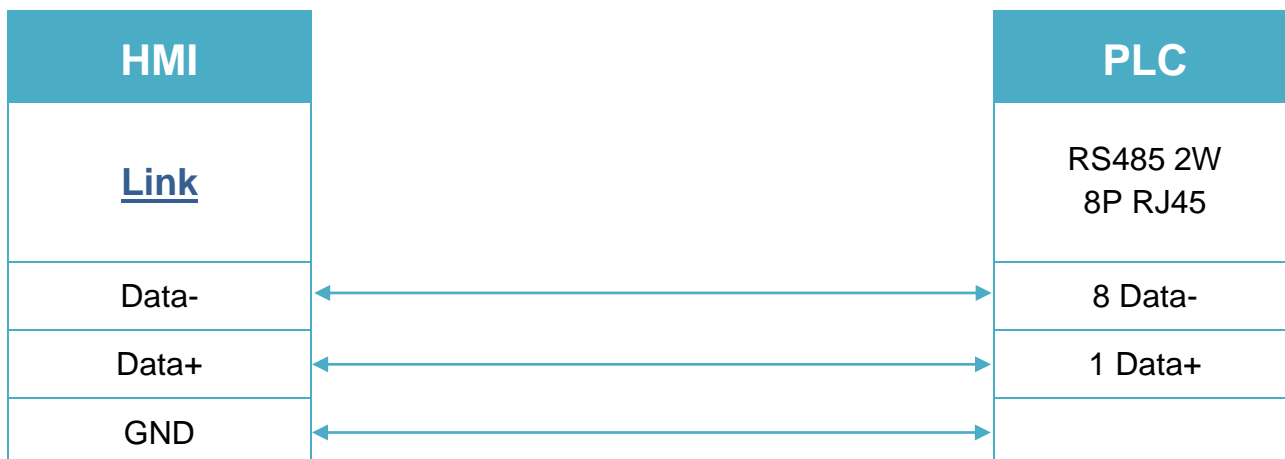 HMI PLC
Link RS485 2W
8P RJ45
Data- 8 Data-
Data+ 1 Data+
GND